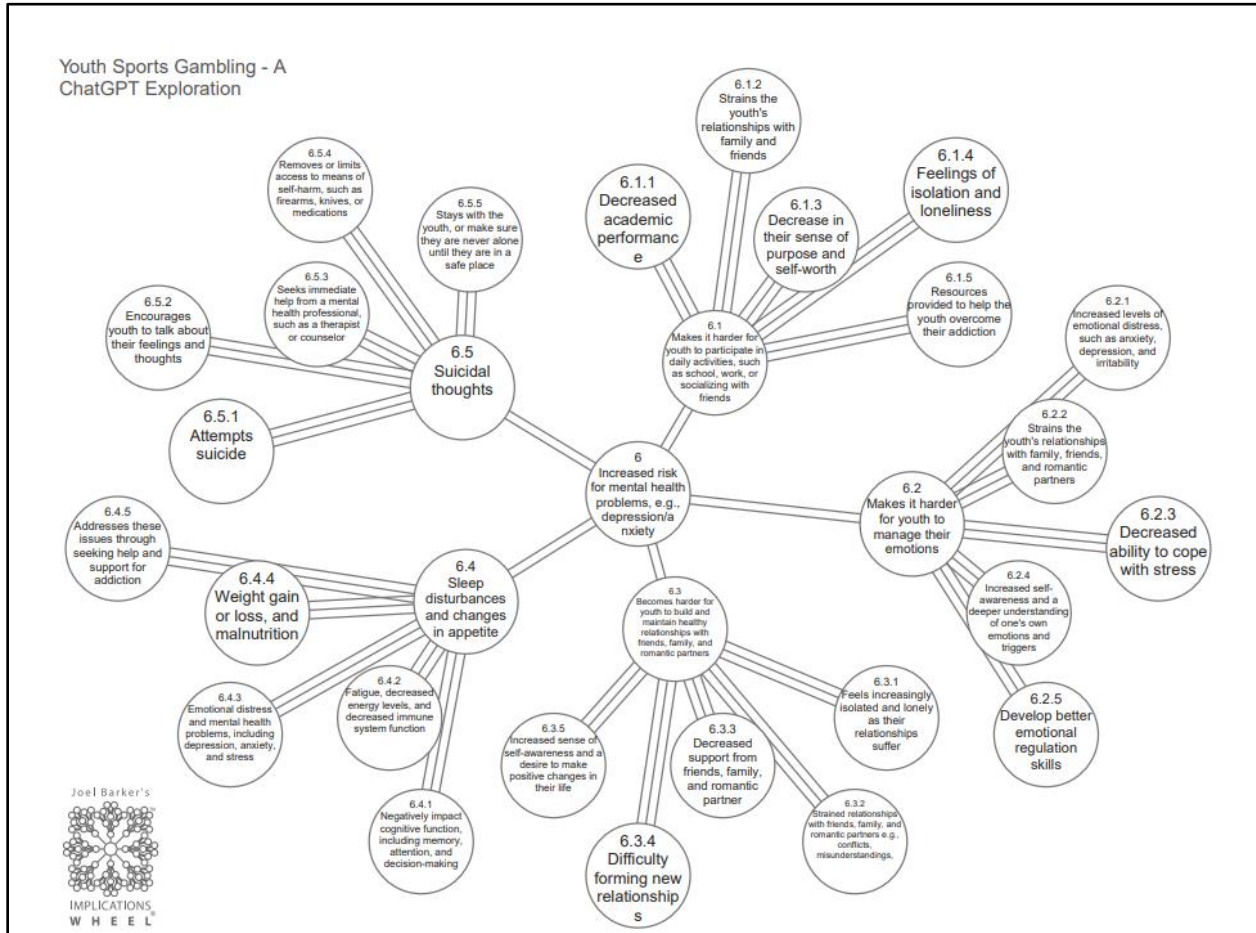 Youth Sports Gambling - A
ChatGPT Exploration
6.1.2
Strains the
youth's
relationships with
family and
friends
6.5.4
Removes or limits
access to means of
self-harm, such as
firearms, knives, or
medications
6.1.4
Feelings of
isolation and
loneliness
6.1.1
Decreased
academic
performanc
e
6.5.5
Stays with the
youth, or make sure
they are never alone
until they are in a
safe place
6.1.3
Decrease in
their sense of
purpose and
self-worth
6.5.3
Seeks immediate
help from a mental
health professional,
such as a therapist
or counselor
6.1.5
Resources
provided to help the
youth overcome
their addiction
6.5.2
Encourages
youth to talk about
their feelings and
thoughts
6.2.1
Increased levels of
emotional distress,
such as anxiety,
depression, and
irritability
6.1
Makes it harder for
youth to participate in
daily activities, such
as school, work, or
socializing with
friends
6.5
Suicidal
thoughts
6.5.1
Attempts
suicide
6.2.2
Strains the
youth's relationships
with family, friends,
and romantic
partners
6
Increased risk
for mental health
problems, e.g.,
depression/a
nxiety
6.2
Makes it harder
for youth to
manage their
emotions
6.2.3
Decreased
ability to cope
with stress
6.4.5
Addresses these
issues through
seeking help and
support for
addiction
6.4.4
Weight gain
or loss, and
malnutrition
6.4
Sleep
disturbances
and changes
in appetite
6.3
Becomes harder for
youth to build and
maintain healthy
relationships with
friends, family, and
romantic partners
6.2.4
Increased self-
awareness and a
deeper understanding
of one's own
emotions and
triggers
6.4.3
Emotional distress
and mental health
problems, including
depression, anxiety,
and stress
6.4.2
Fatigue, decreased
energy levels, and
decreased immune
system function
6.3.1
Feels increasingly
isolated and lonely
as their
relationships
suffer
6.2.5
Develop better
emotional
regulation
skills
6.3.5
Increased sense of
self-awareness and a
desire to make
positive changes in
their life
6.3.3
Decreased
support from
friends, family,
and romantic
partner
6.4.1
Negatively impact
cognitive function,
including memory,
attention, and
decision-making
6.3.4
Difficulty
forming new
relationship
s
6.3.2
Strained relationships
with friends, family, and
romantic partners e.g.,
conflicts,
misunderstandings,
Joel Barker's
™
IMPLICATIONS
WHEEL®